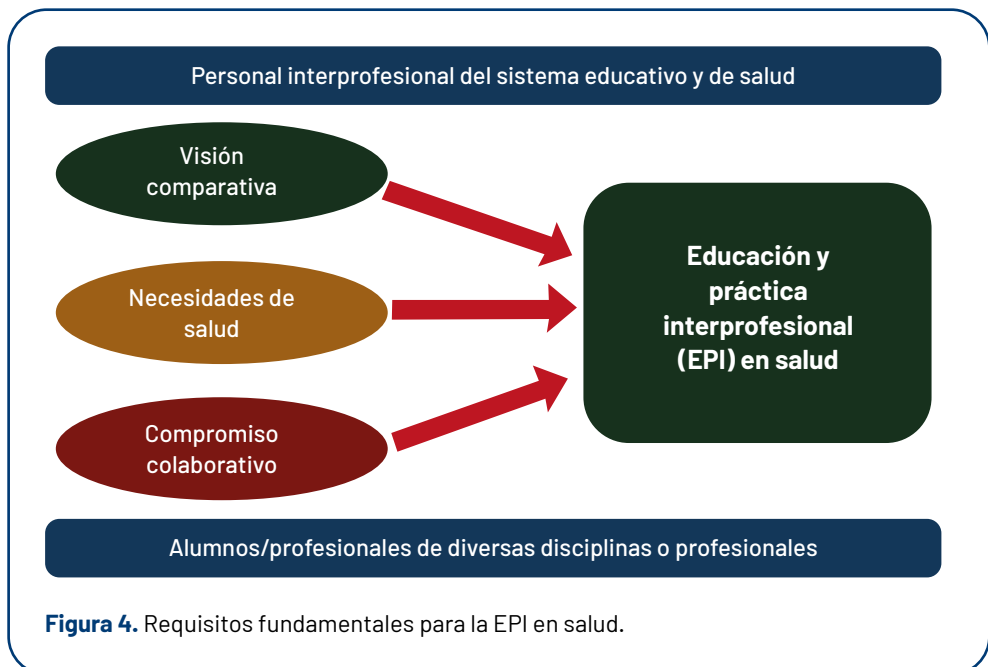 Personal interprofesional del sistema educativo y de salud
Visión
comparativa
Necesidades de
salud
Compromiso
colaborativo
Educación y
práctica
interprofesional
(EPI) en salud
Alumnos/profesionales de diversas disciplinas o profesionales
Figura 4. Requisitos fundamentales para la EPI en salud.